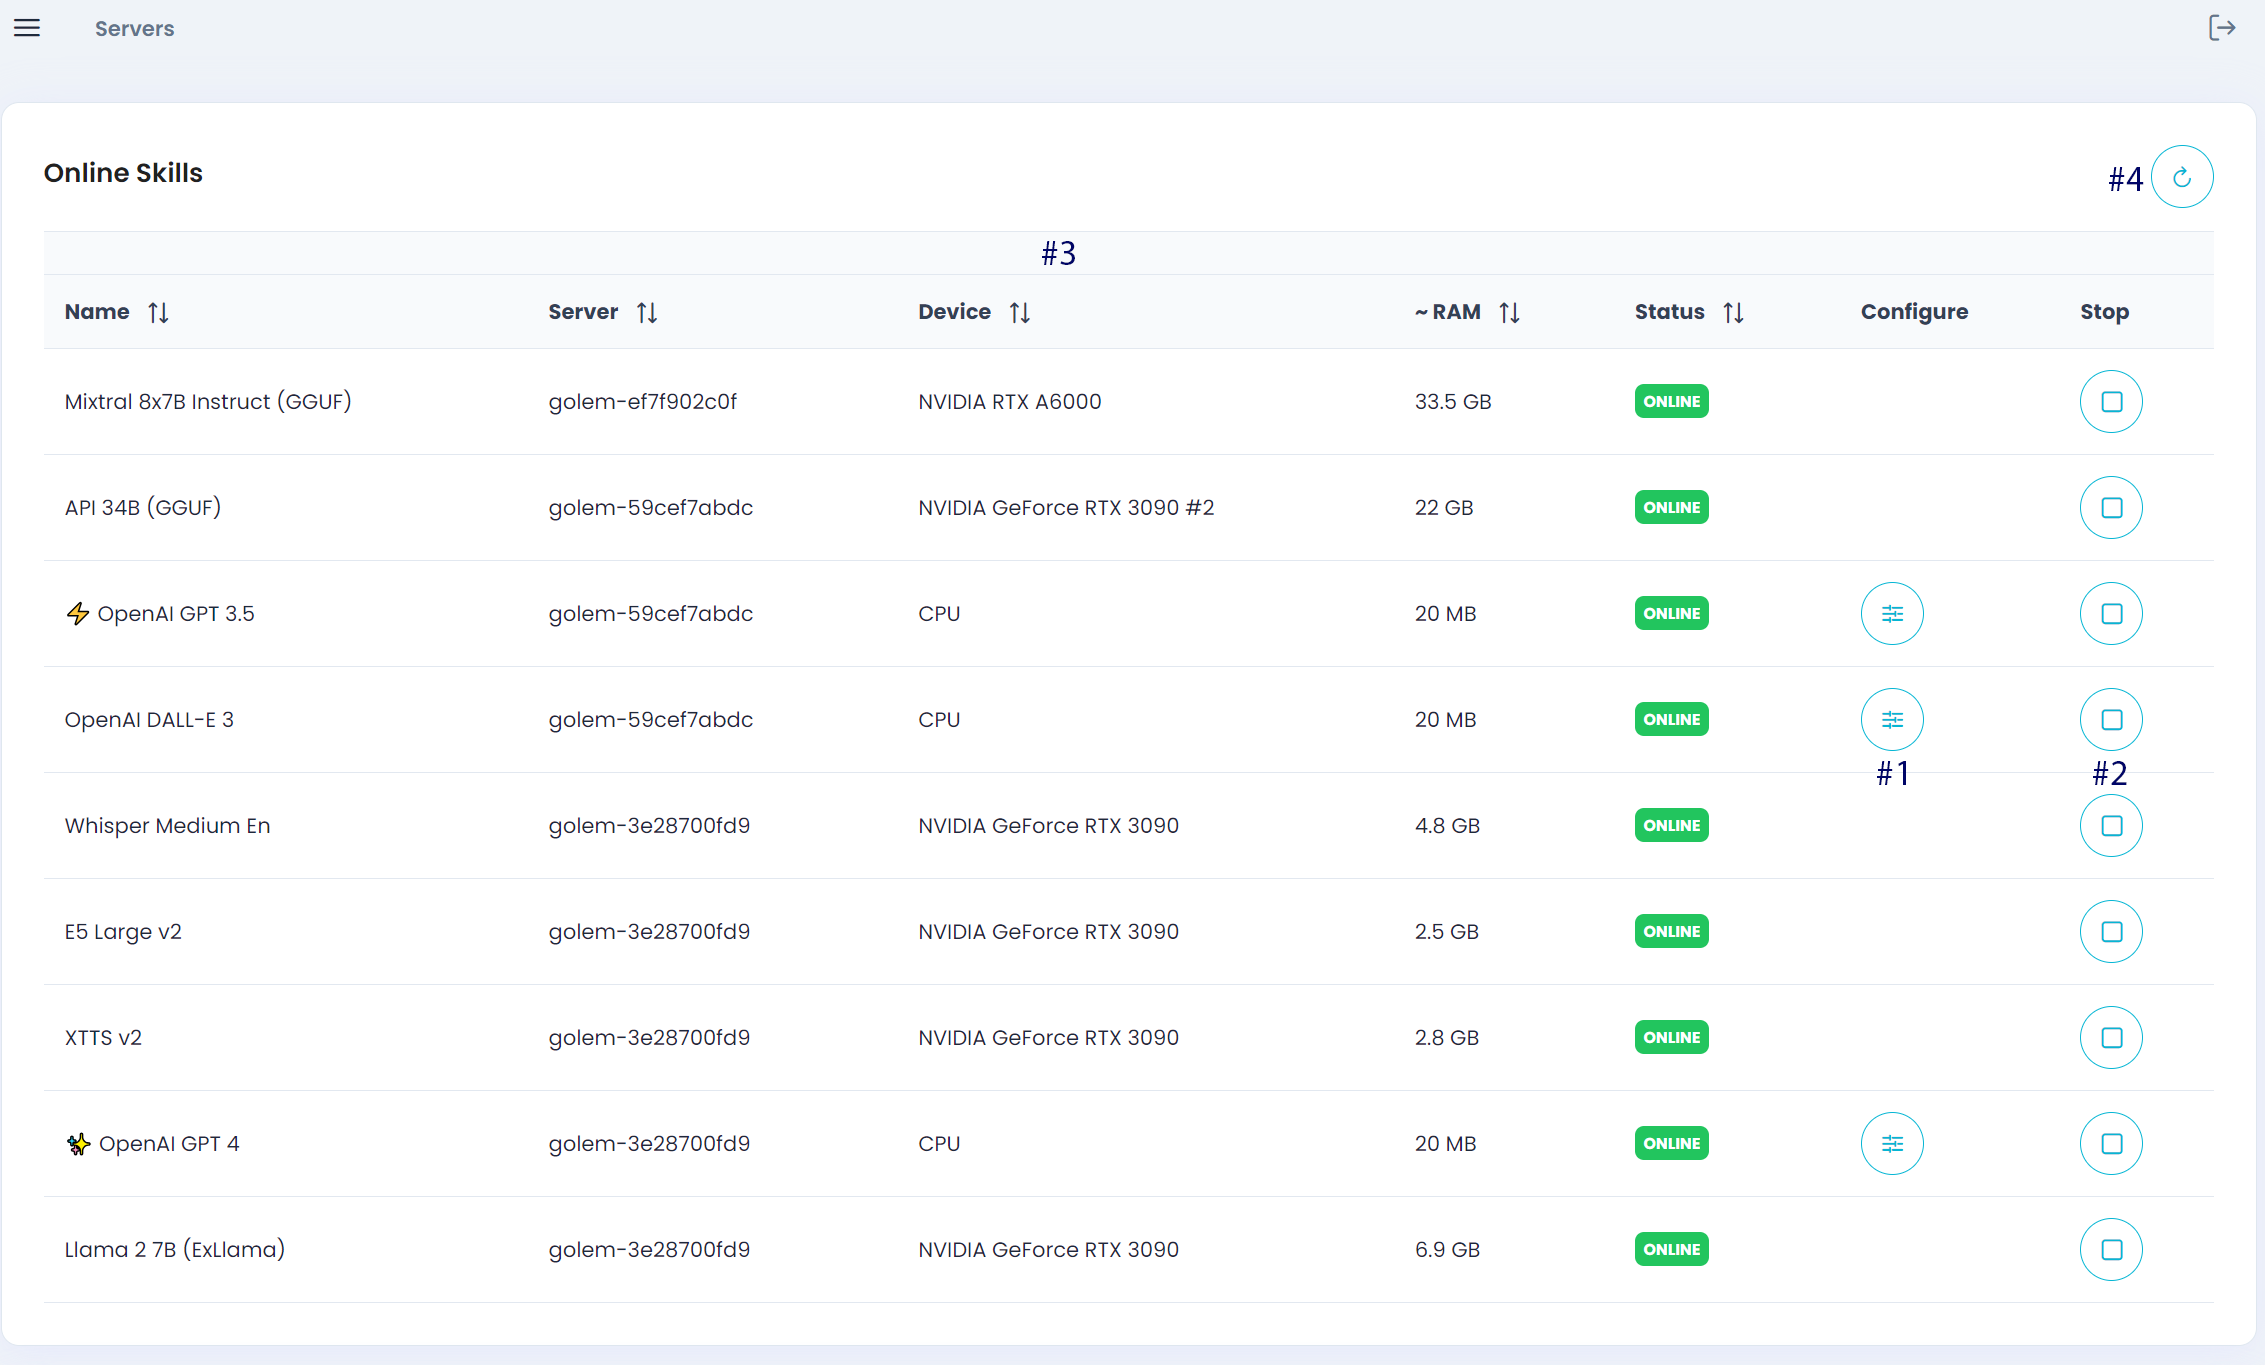 Servers
Online Skills
#4
#3
Name Server Device ~ RAM Status Configure Stop
Mixtral 8x7B Instruct (GGUF) golem-ef7f902c0f NVIDIA RTX A6000 33.5 GB ONLINE
API 34B (GGUF) golem-59cef7abdc NVIDIA GeForce RTX 3090 #2 22 GB ONLINE
⚡ OpenAI GPT 3.5 golem-59cef7abdc CPU 20 MB ONLINE
OpenAI DALL-E 3 golem-59cef7abdc CPU 20 MB ONLINE
#1 #2
Whisper Medium En golem-3e28700fd9 NVIDIA GeForce RTX 3090 4.8 GB ONLINE
E5 Large v2 golem-3e28700fd9 NVIDIA GeForce RTX 3090 2.5 GB ONLINE
XTTS v2 golem-3e28700fd9 NVIDIA GeForce RTX 3090 2.8 GB ONLINE
✨ OpenAI GPT 4 golem-3e28700fd9 CPU 20 MB ONLINE
Llama 2 7B (ExLlama) golem-3e28700fd9 NVIDIA GeForce RTX 3090 6.9 GB ONLINE